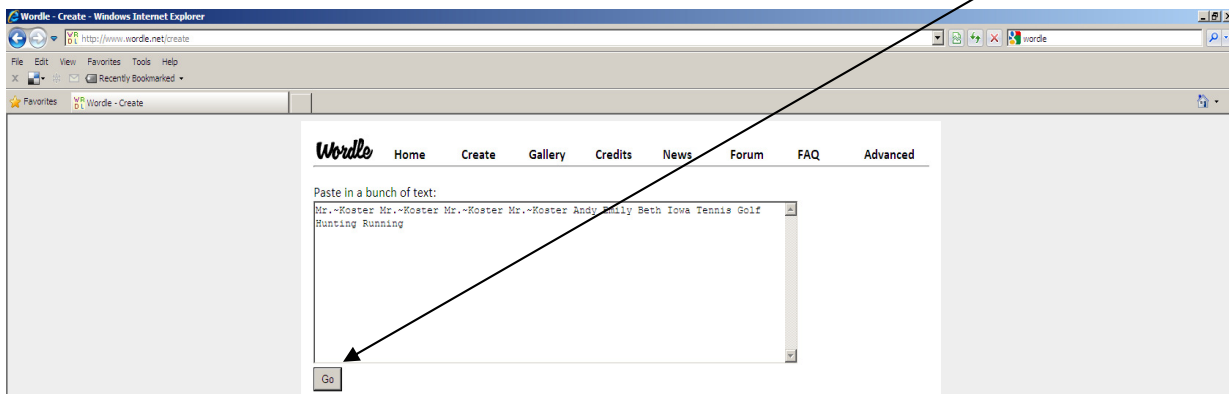 Wordle - Create - Windows Internet Explorer
http://www.wordle.net/create
wordle
File Edit View Favorites Tools Help
X Recently Bookmarked
Favorites Wordle - Create
Wordle Home Create Gallery Credits News Forum FAQ Advanced
Paste in a bunch of text:
Mr.~Koster Mr.~Koster Mr.~Koster Mr.~Koster Andy Emily Beth Iowa Tennis Golf
Hunting Running
Go